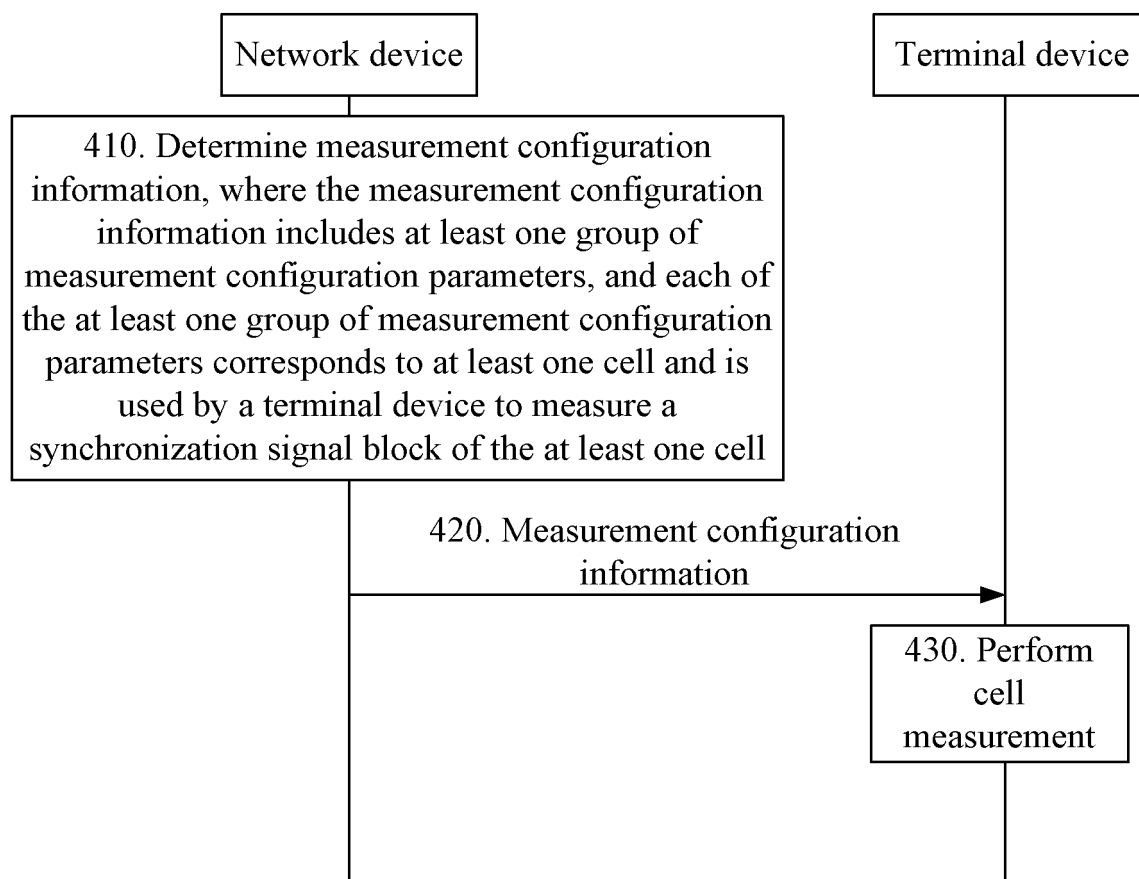 Network device
Terminal device
410. Determine measurement configuration
information, where the measurement configuration
information includes at least one group of
measurement configuration parameters, and each of
the at least one group of measurement configuration
parameters corresponds to at least one cell and is
used by a terminal device to measure a
synchronization signal block of the at least one cell
420. Measurement configuration
information
430. Perform
cell
measurement